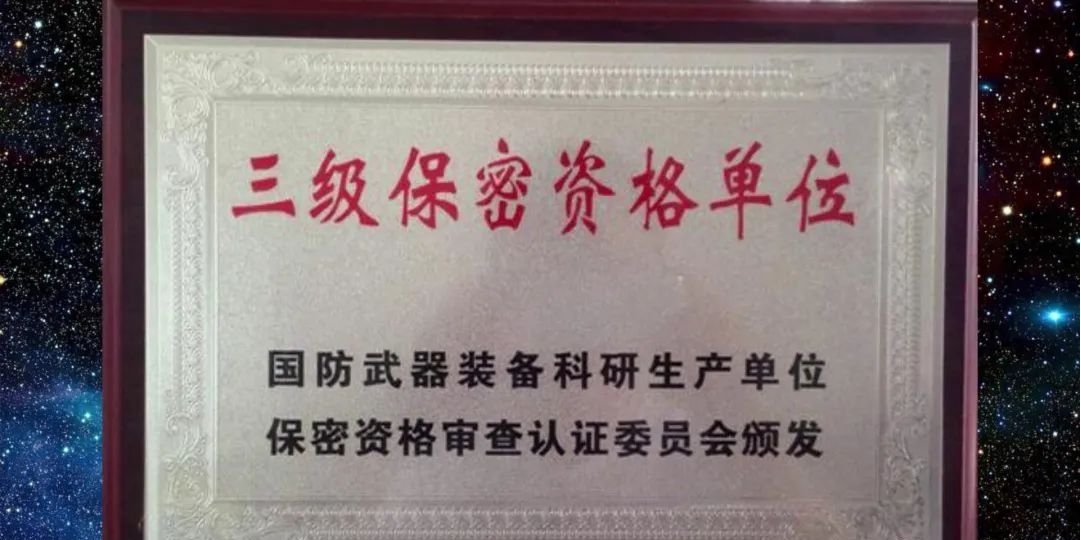 三级保密资格单位
国防武器装备科研生产单位
保密资格审查认证委员会颁发